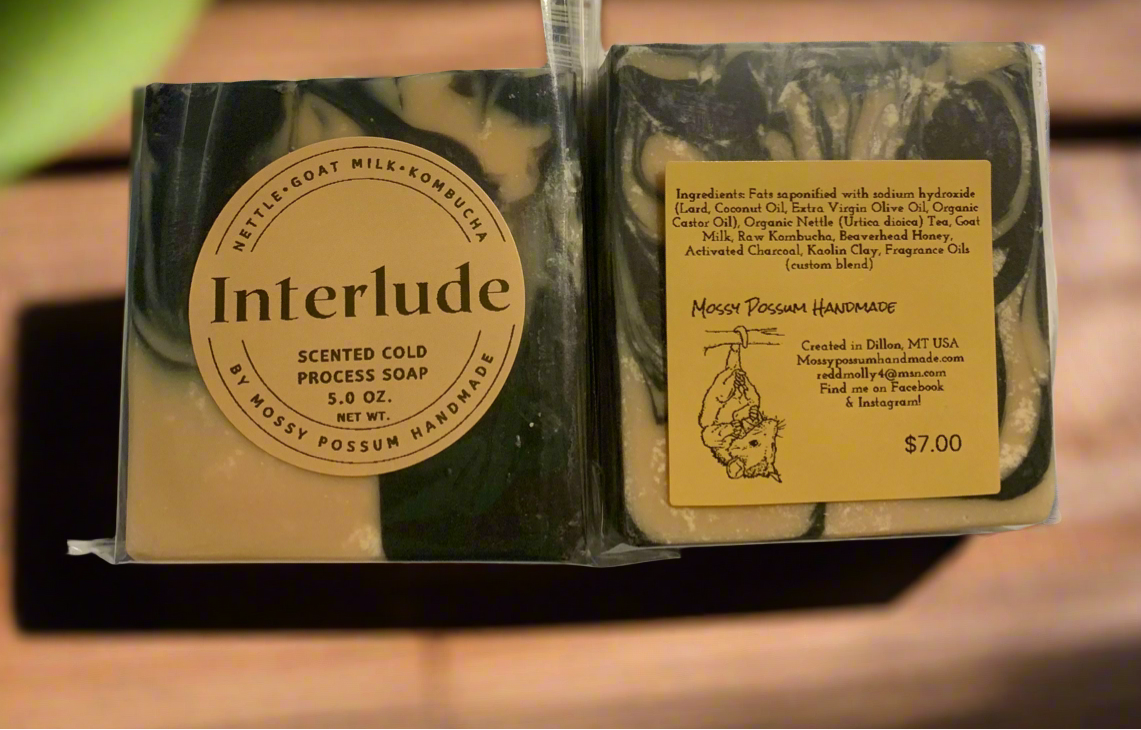 NETTLE•GOAT MILK•KOMBUCHA
Interlude
SCENTED COLD
PROCESS SOAP
5.0 OZ.
NET WT.
BY MOSSY POSSUM HANDMADE
Ingredients: Fats saponified with sodium hydroxide
(Lard, Coconut Oil, Extra Virgin Olive Oil, Organic
Castor Oil), Organic Nettle (Urtica dioica) Tea, Goat
Milk, Raw Kombucha, Beaverhead Honey,
Activated Charcoal, Kaolin Clay, Fragrance Oils
(custom blend)
MOSSY POSSUM HANDMADE
Created in Dillon, MT USA
Mossypossumhandmade.com
reddmolly4@msn.com
Find me on Facebook
& Instagram!
$7.00